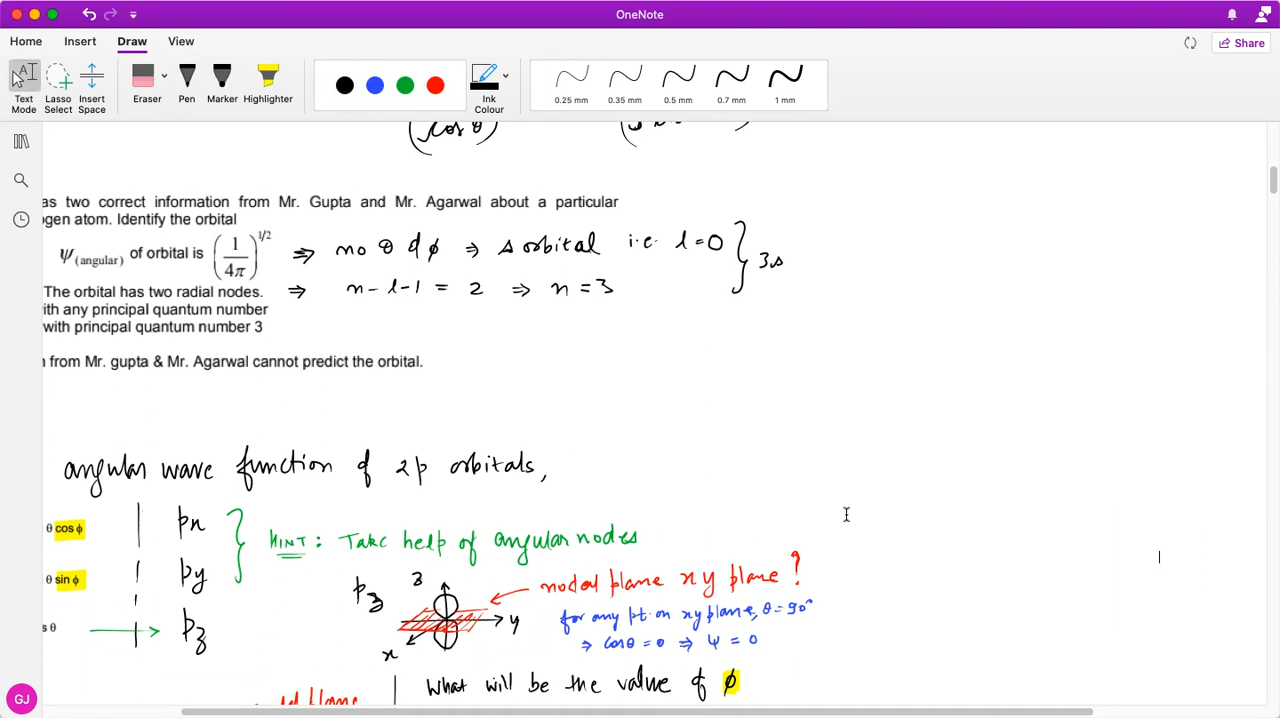 OneNote
Home Insert Draw View
Share
Text Mode
Lasso Select
Insert Space
Eraser
Pen
Marker
Highlighter
Ink Colour
0.25 mm
0.35 mm
0.5 mm
0.7 mm
1 mm
(cos θ)
as two correct information from Mr. Gupta and Mr. Agarwal about a particular
ogen atom. Identify the orbital
ψ(angular) of orbital is (1/4π)^1/2 ⇒ no θ d φ ⇒ s orbital i.e. l = 0 } 3s
The orbital has two radial nodes. ⇒ n - l - 1 = 2 ⇒ n = 3
ith any principal quantum number
with principal quantum number 3
n from Mr. gupta & Mr. Agarwal cannot predict the orbital.
angular wave function of 2p orbitals,
θ cos ϕ | px
HINT: Take help of angular nodes
θ sin ϕ | py
pz z nodal plane xy plane?
y for any pt. on xy plane, θ = 90°
s θ → pz
x ⇒ cos θ = 0 ⇒ ψ = 0
What will be the value of ϕ
GJ